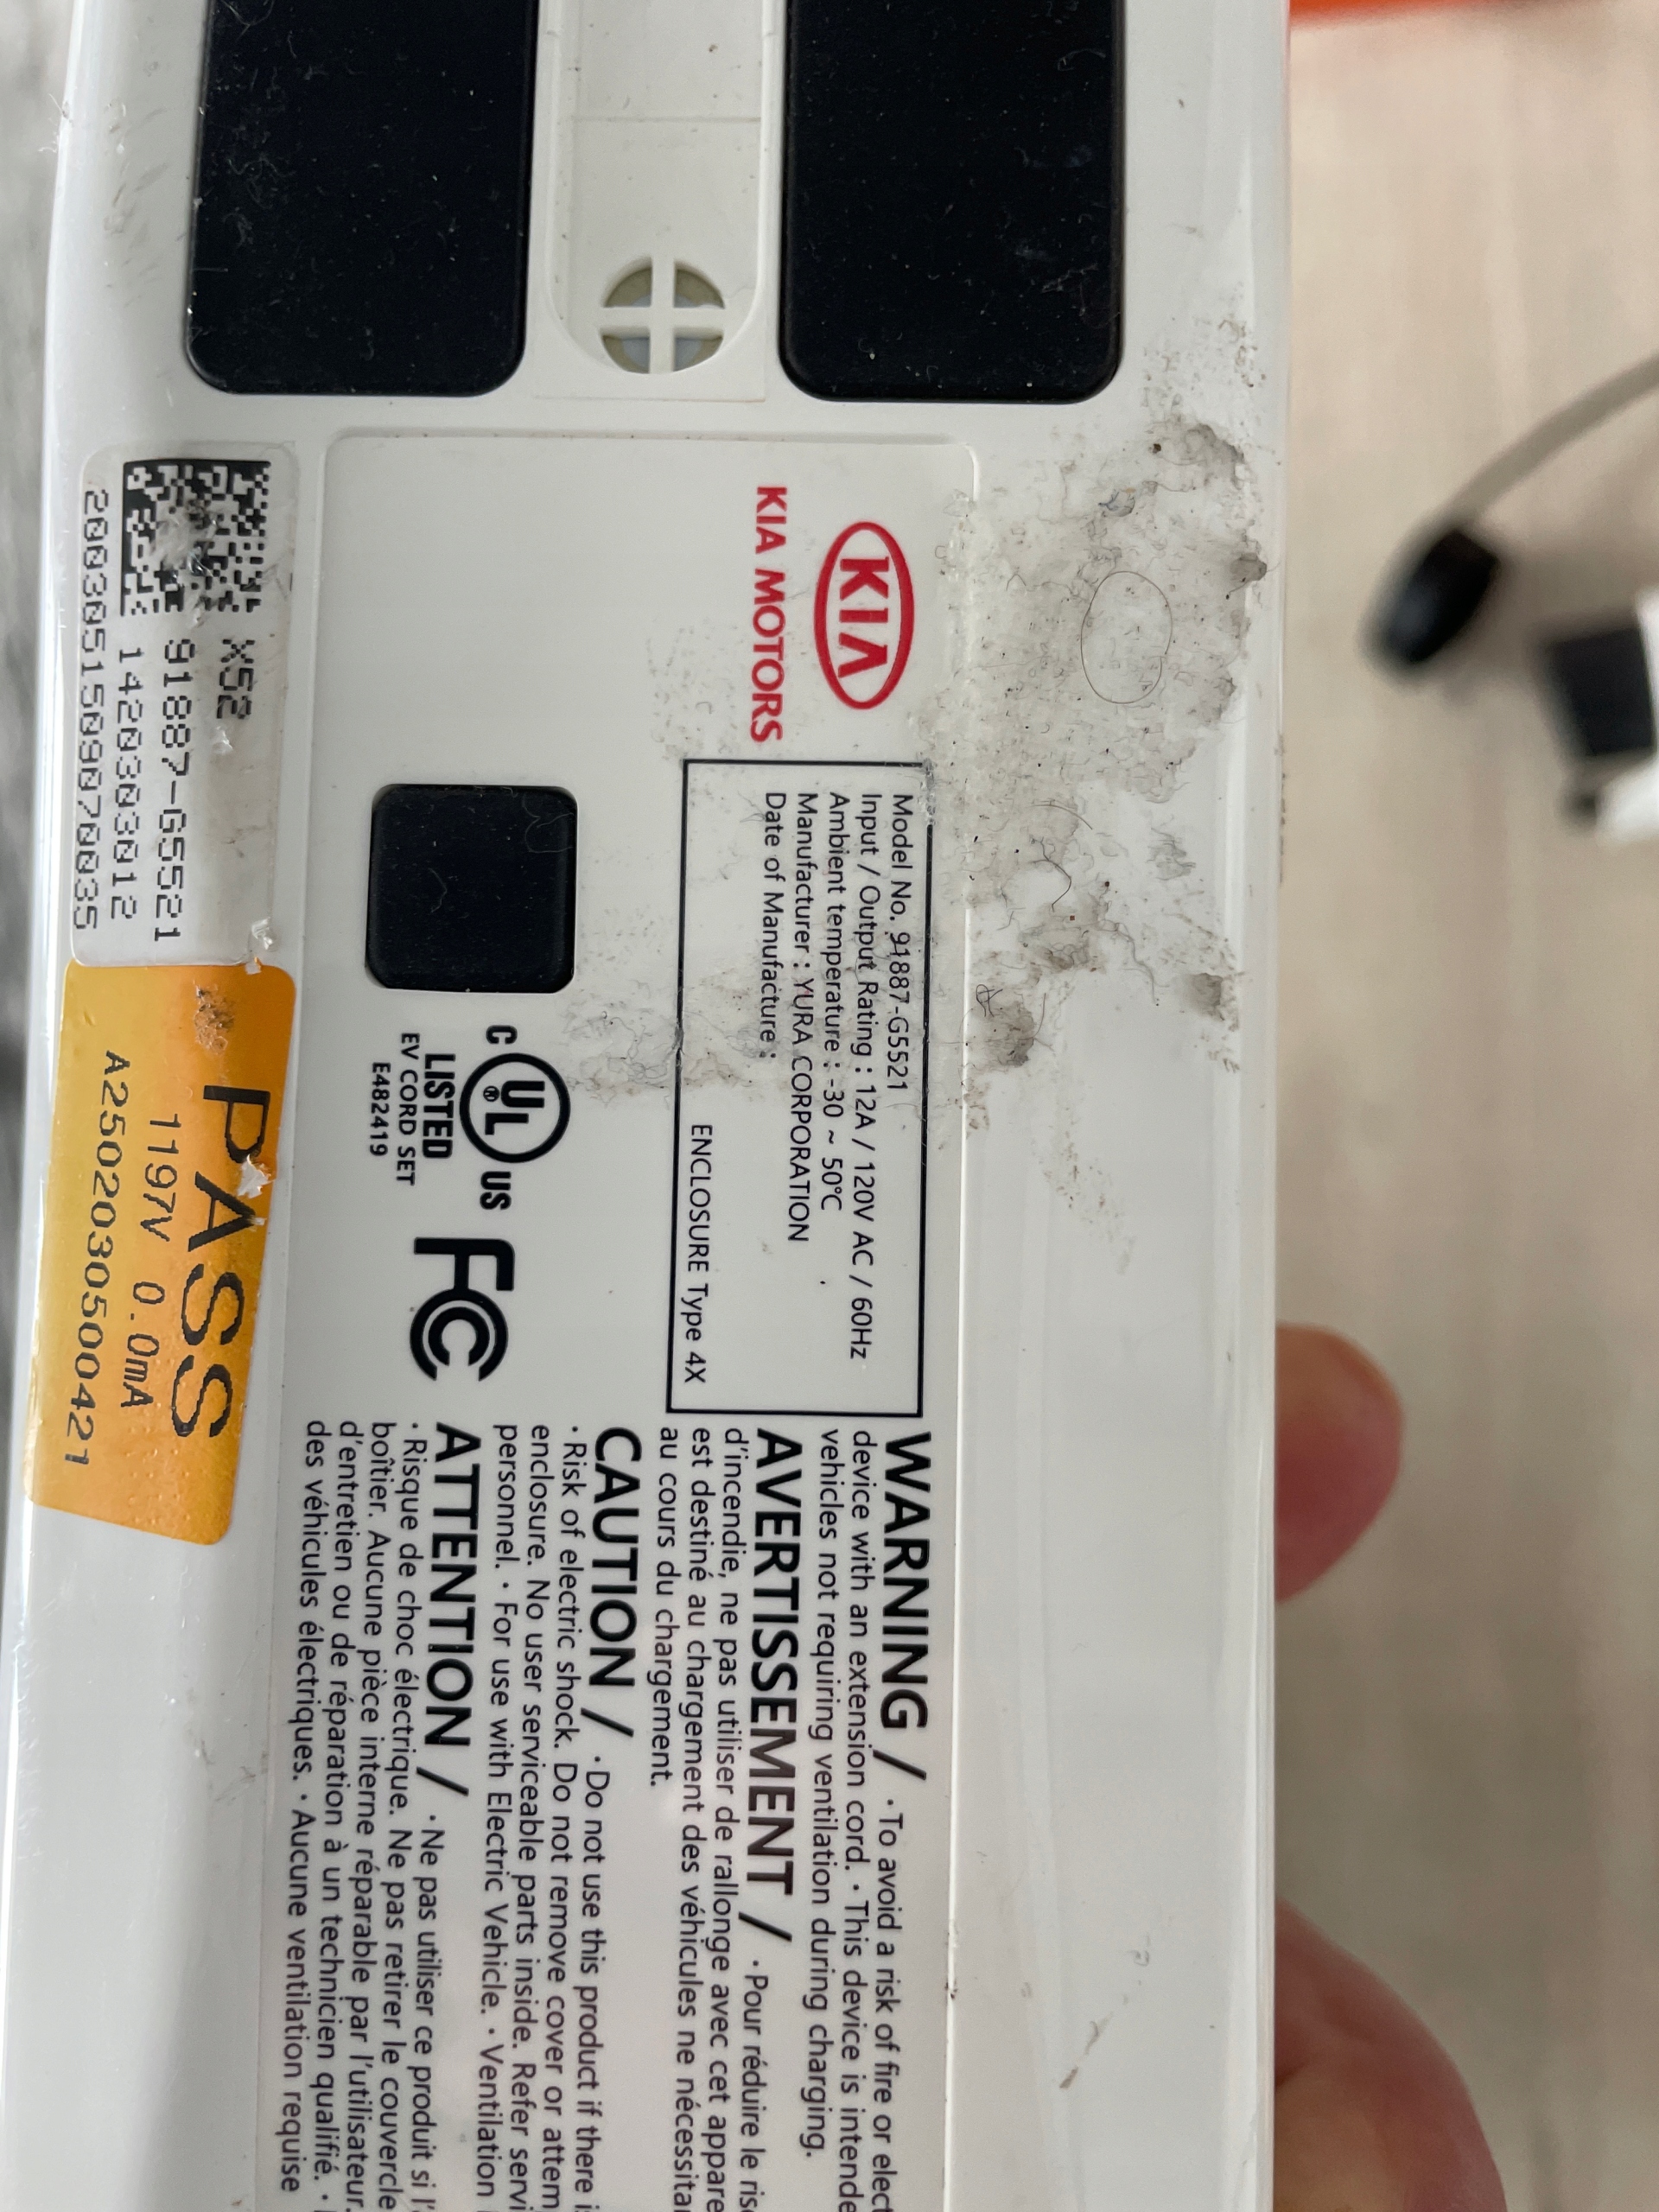 KIA
KIA MOTORS
Model No. 91887-G5521
Input / Output Rating : 12A / 120V AC / 60Hz
Ambient temperature : -30 ~ 50°C
Manufacturer : YURA CORPORATION
Date of Manufacture :
ENCLOSURE Type 4X
C UL ® US
LISTED
EV CORD SET
E482419
FC
WARNING / · To avoid a risk of fire or elect
device with an extension cord. · This device is intende
vehicles not requiring ventilation during charging.
AVERTISSEMENT / · Pour réduire le ris
d'incendie, ne pas utiliser de rallonge avec cet appare
est destiné au chargement des véhicules ne nécessita
au cours du chargement.
CAUTION / · Do not use this product if there i
· Risk of electric shock. Do not remove cover or attem
enclosure. No user serviceable parts inside. Refer servi
personnel. · For use with Electric Vehicle. · Ventilation
ATTENTION / · Ne pas utiliser ce produit si l'
· Risque de choc électrique. Ne pas retirer le couvercle
boîtier. Aucune pièce interne réparable par l'utilisateur.
d'entretien ou de réparation à un technicien qualifié. ·
des véhicules électriques. · Aucune ventilation requise
X52
91887-G5521
1420303012
2003051509070035
PASS
1197V 0.0mA
A2502030500421